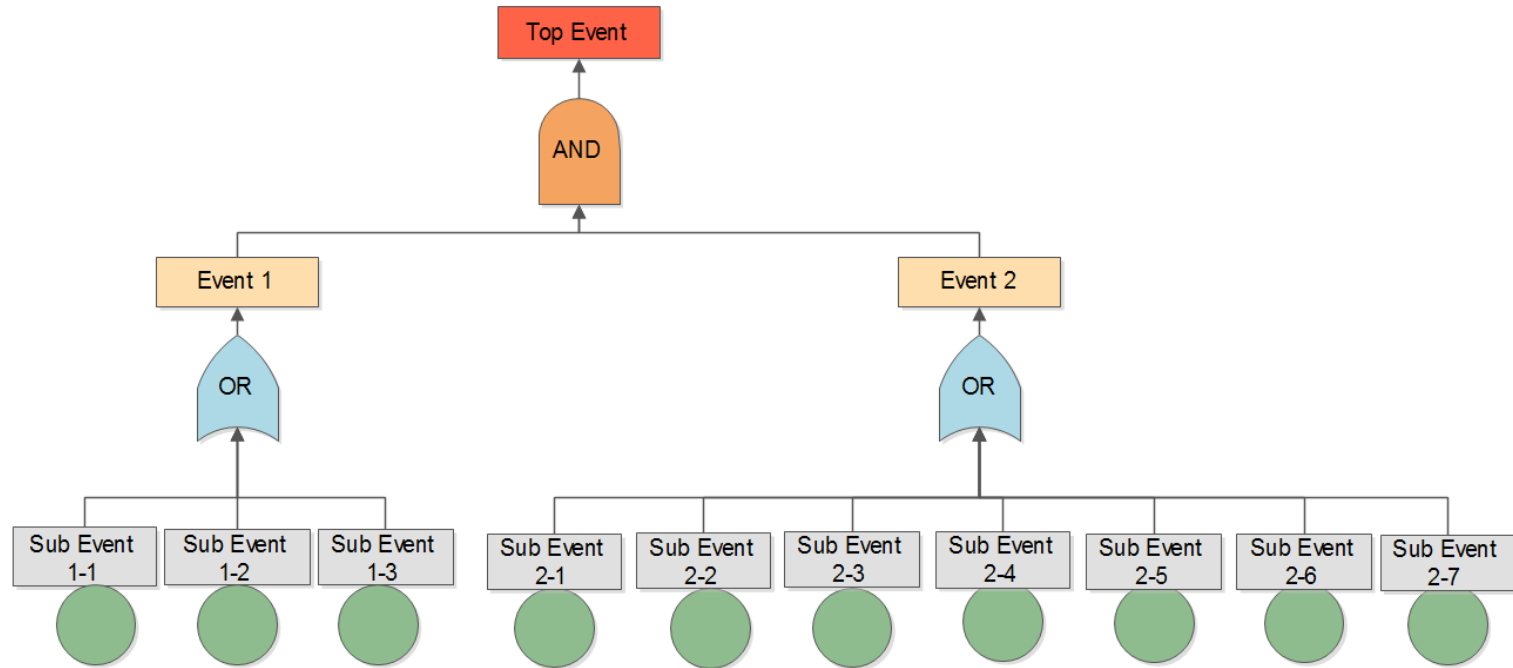 Top Event
AND
Event 1
Event 2
OR
OR
Sub Event
1-1
Sub Event
1-2
Sub Event
1-3
Sub Event
2-1
Sub Event
2-2
Sub Event
2-3
Sub Event
2-4
Sub Event
2-5
Sub Event
2-6
Sub Event
2-7